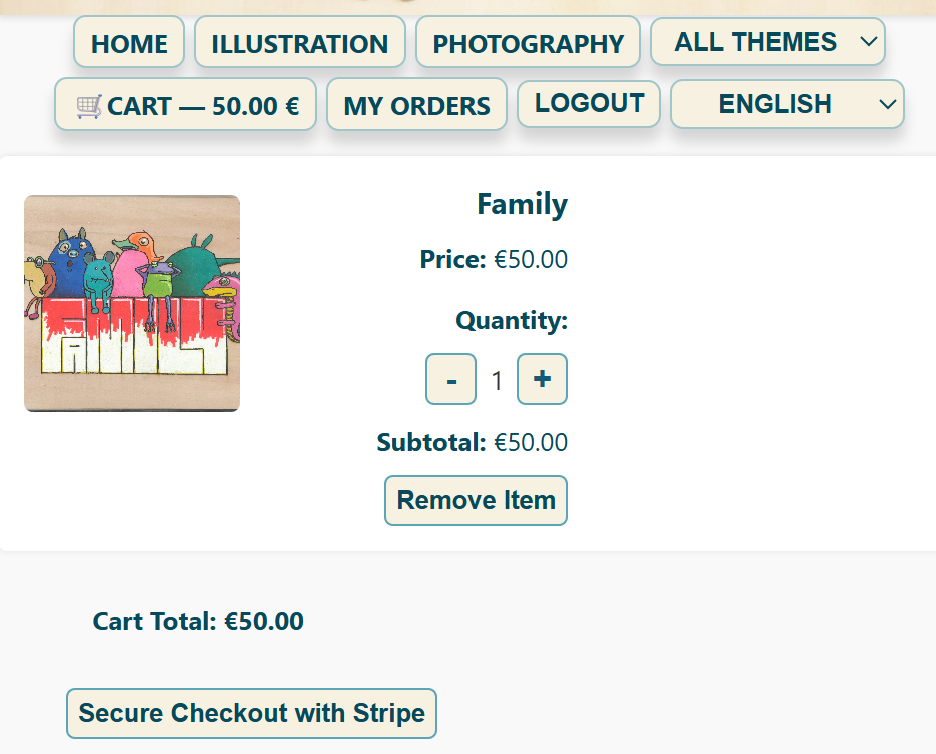 HOME ILLUSTRATION PHOTOGRAPHY ALL THEMES
CART — 50.00 € MY ORDERS LOGOUT ENGLISH
Family
Price: €50.00
FAMILY
Quantity:
- 1 +
Subtotal: €50.00
Remove Item
Cart Total: €50.00
Secure Checkout with Stripe